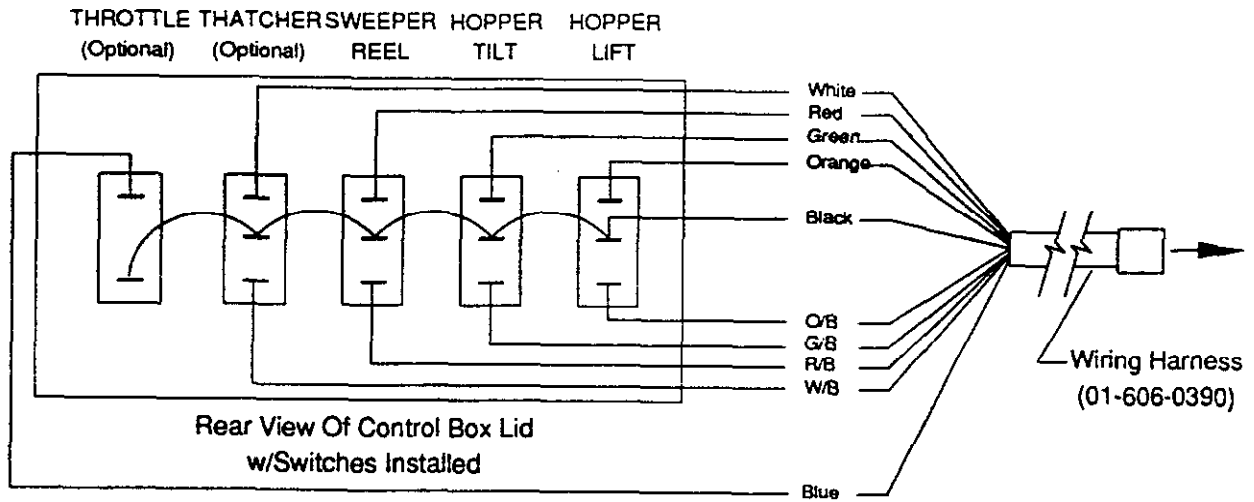 THROTTLE THATCHER SWEEPER HOPPER HOPPER
(Optional) (Optional) REEL TILT LIFT
White
Red
Green
Orange
Black
O/B
G/B
R/B
W/B
Wiring Harness
(01-606-0390)
Rear View Of Control Box Lid
w/Switches Installed
Blue